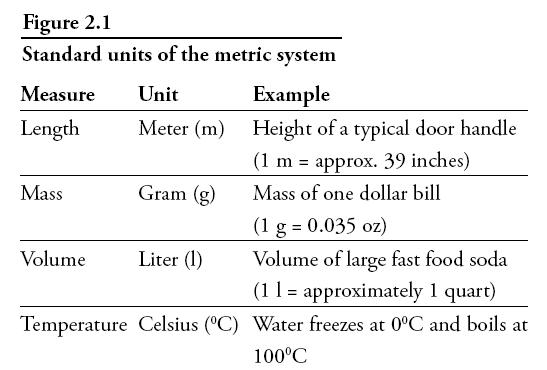 Figure 2.1
Standard units of the metric system
Measure Unit Example
Length Meter (m) Height of a typical door handle
(1 m = approx. 39 inches)
Mass Gram (g) Mass of one dollar bill
(1 g = 0.035 oz)
Volume Liter (l) Volume of large fast food soda
(1 l = approximately 1 quart)
Temperature Celsius (⁰C) Water freezes at 0⁰C and boils at
100⁰C